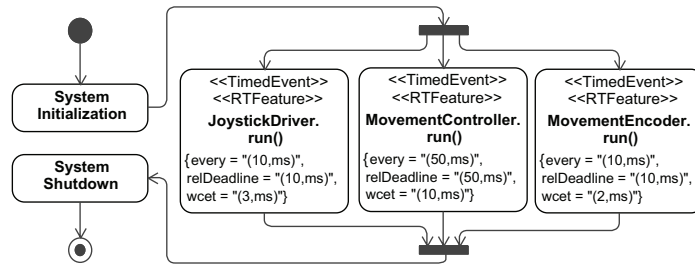 System
Initialization
<<TimedEvent>>
<<RTFeature>>
JoystickDriver.
run()
{every = "(10,ms)",
relDeadline = "(10,ms)",
wcet = "(3,ms)"}
<<TimedEvent>>
<<RTFeature>>
MovementController.
run()
{every = "(50,ms)",
relDeadline = "(50,ms)",
wcet = "(10,ms)"}
<<TimedEvent>>
<<RTFeature>>
MovementEncoder.
run()
{every = "(10,ms)",
relDeadline = "(10,ms)",
wcet = "(2,ms)"}
System
Shutdown